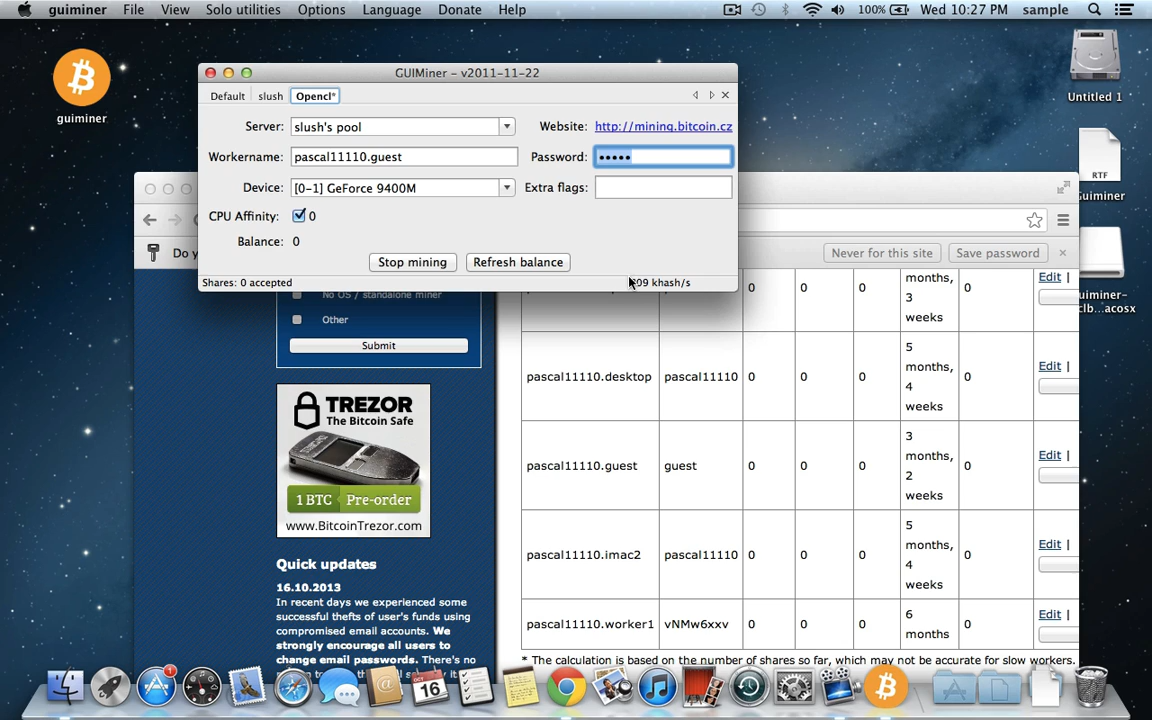 guiminer File View Solo utilities Options Language Donate Help 100% Wed 10:27 PM sample
guiminer
Untitled 1
RTF
GUIMiner - v2011-11-22
Default slush Opencl*
Server: slush's pool Website: http://mining.bitcoin.cz
Workername: pascal11110.guest Password: •••••
Device: [0-1] GeForce 9400M Extra flags:
CPU Affinity: 0
Balance: 0
Stop mining Refresh balance
Shares: 0 accepted khash/s
Do Never for this site Save password
No OS / standalone miner
Other
Submit
TREZOR
The Bitcoin Safe
1 BTC Pre-order
www.BitcoinTrezor.com
Quick updates
16.10.2013
In recent days we experienced some
successful thefts of user's funds using
compromised email accounts. We
strongly encourage all users to
change email passwords. There's no
0 0 0 months, 3 weeks 0 Edit |
pascal11110.desktop pascal11110 0 0 0 5 months, 4 weeks 0 Edit |
pascal11110.guest guest 0 0 0 3 months, 2 weeks 0 Edit |
pascal11110.imac2 pascal11110 0 0 0 5 months, 4 weeks 0 Edit |
pascal11110.worker1 vNMw6xxv 0 0 0 6 months 0 Edit |
* The calculation is based on the number of shares so far, which may not be accurate for slow workers.
OCT
16
1